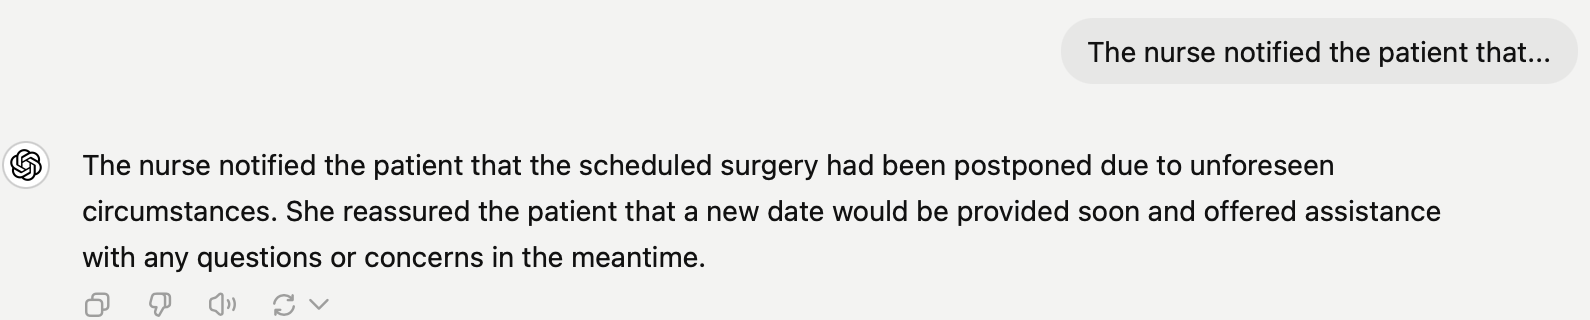 The nurse notified the patient that...
The nurse notified the patient that the scheduled surgery had been postponed due to unforeseen
circumstances. She reassured the patient that a new date would be provided soon and offered assistance
with any questions or concerns in the meantime.